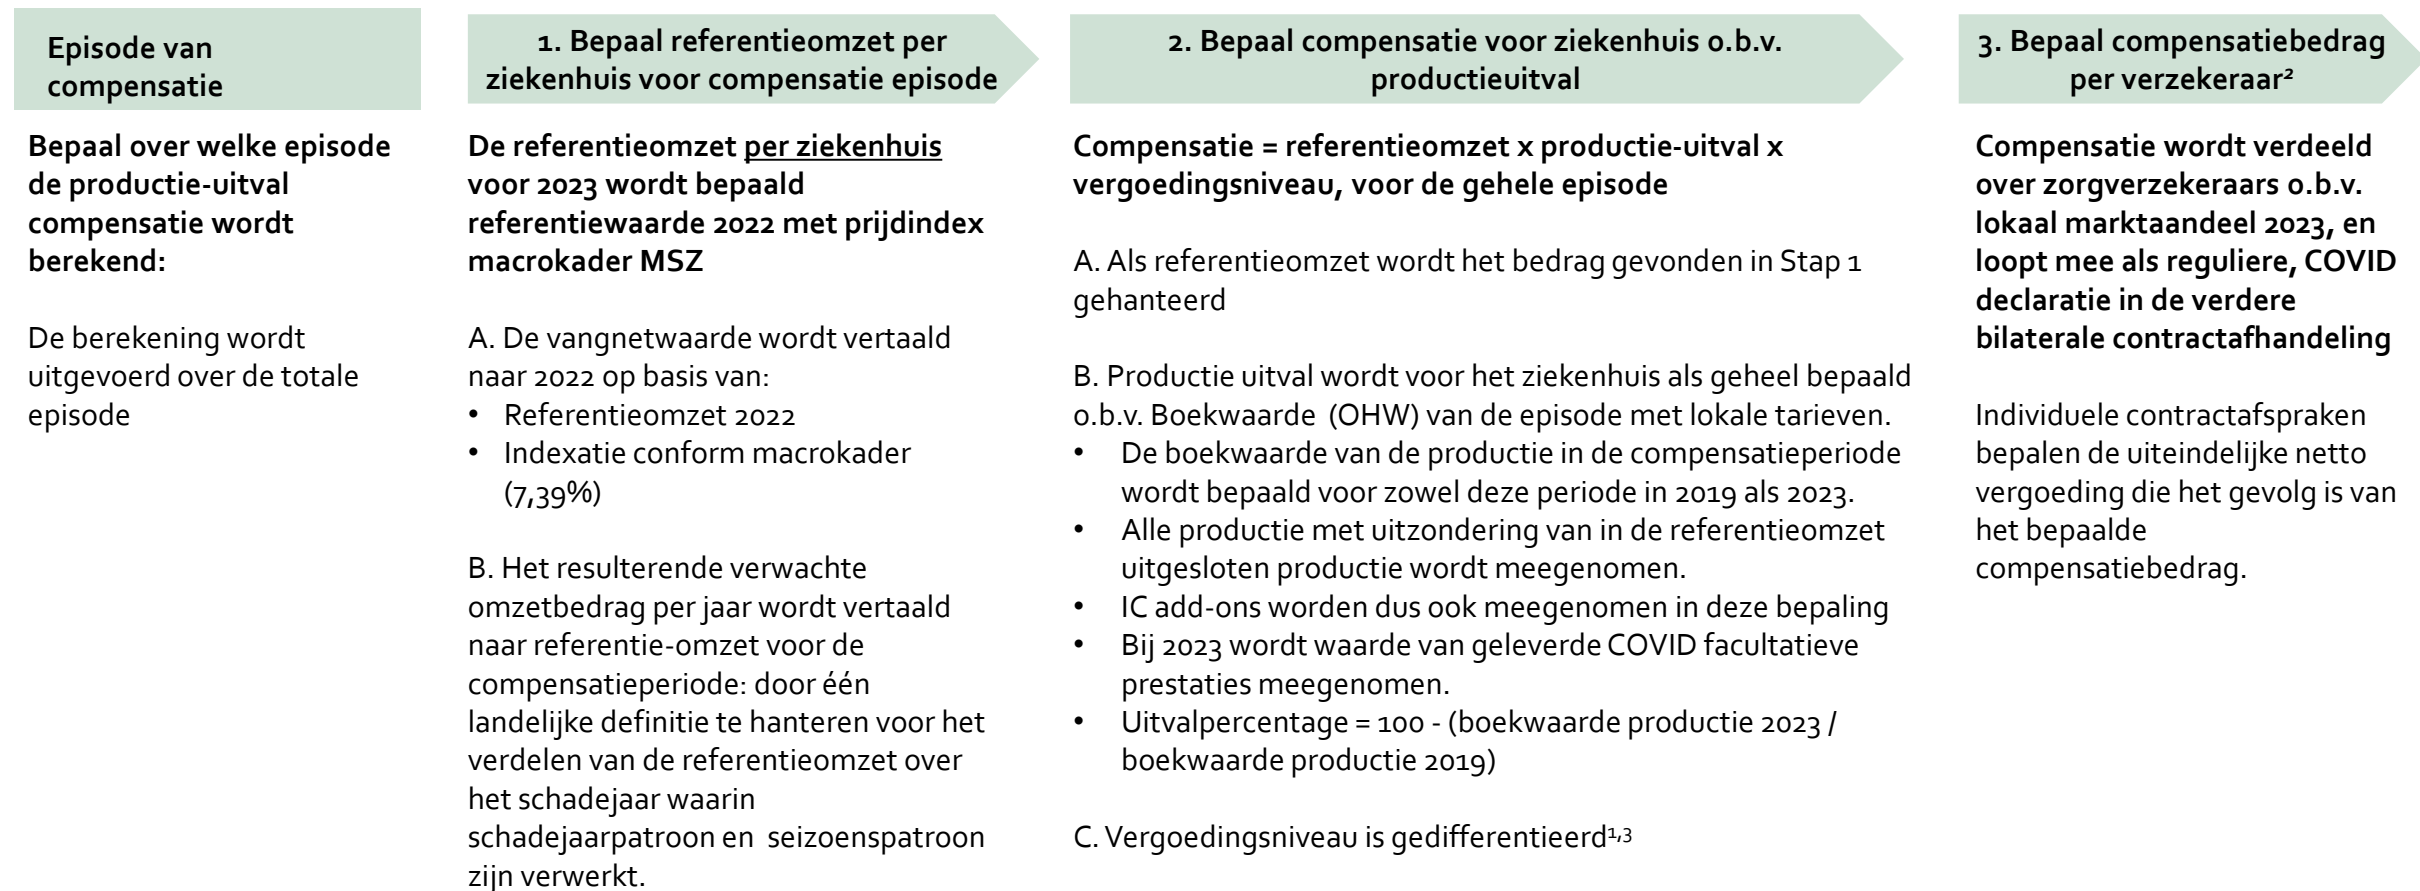 Episode van
compensatie
Bepaal over welke episode
de productie-uitval
compensatie wordt
berekend:
De berekening wordt
uitgevoerd over de totale
episode
1. Bepaal referentieomzet per
ziekenhuis voor compensatie episode
De referentieomzet per ziekenhuis
voor 2023 wordt bepaald
referentiewaarde 2022 met prijdindex
macrokader MSZ
A. De vangnetwaarde wordt vertaald
naar 2022 op basis van:
• Referentieomzet 2022
• Indexatie conform macrokader
(7,39%)
B. Het resulterende verwachte
omzetbedrag per jaar wordt vertaald
naar referentie-omzet voor de
compensatieperiode: door één
landelijke definitie te hanteren voor het
verdelen van de referentieomzet over
het schadejaar waarin
schadejaarpatroon en seizoenspatroon
zijn verwerkt.
2. Bepaal compensatie voor ziekenhuis o.b.v.
productieuitval
Compensatie = referentieomzet x productie-uitval x
vergoedingsniveau, voor de gehele episode
A. Als referentieomzet wordt het bedrag gevonden in Stap 1
gehanteerd
B. Productie uitval wordt voor het ziekenhuis als geheel bepaald
o.b.v. Boekwaarde (OHW) van de episode met lokale tarieven.
• De boekwaarde van de productie in de compensatieperiode
wordt bepaald voor zowel deze periode in 2019 als 2023.
• Alle productie met uitzondering van in de referentieomzet
uitgesloten productie wordt meegenomen.
• IC add-ons worden dus ook meegenomen in deze bepaling
• Bij 2023 wordt waarde van geleverde COVID facultatieve
prestaties meegenomen.
• Uitvalpercentage = 100 - (boekwaarde productie 2023 /
boekwaarde productie 2019)
C. Vergoedingsniveau is gedifferentieerd¹,³
3. Bepaal compensatiebedrag
per verzekeraar²
Compensatie wordt verdeeld
over zorgverzekeraars o.b.v.
lokaal marktaandeel 2023, en
loopt mee als reguliere, COVID
declaratie in de verdere
bilaterale contractafhandeling
Individuele contractafspraken
bepalen de uiteindelijke netto
vergoeding die het gevolg is van
het bepaalde
compensatiebedrag.